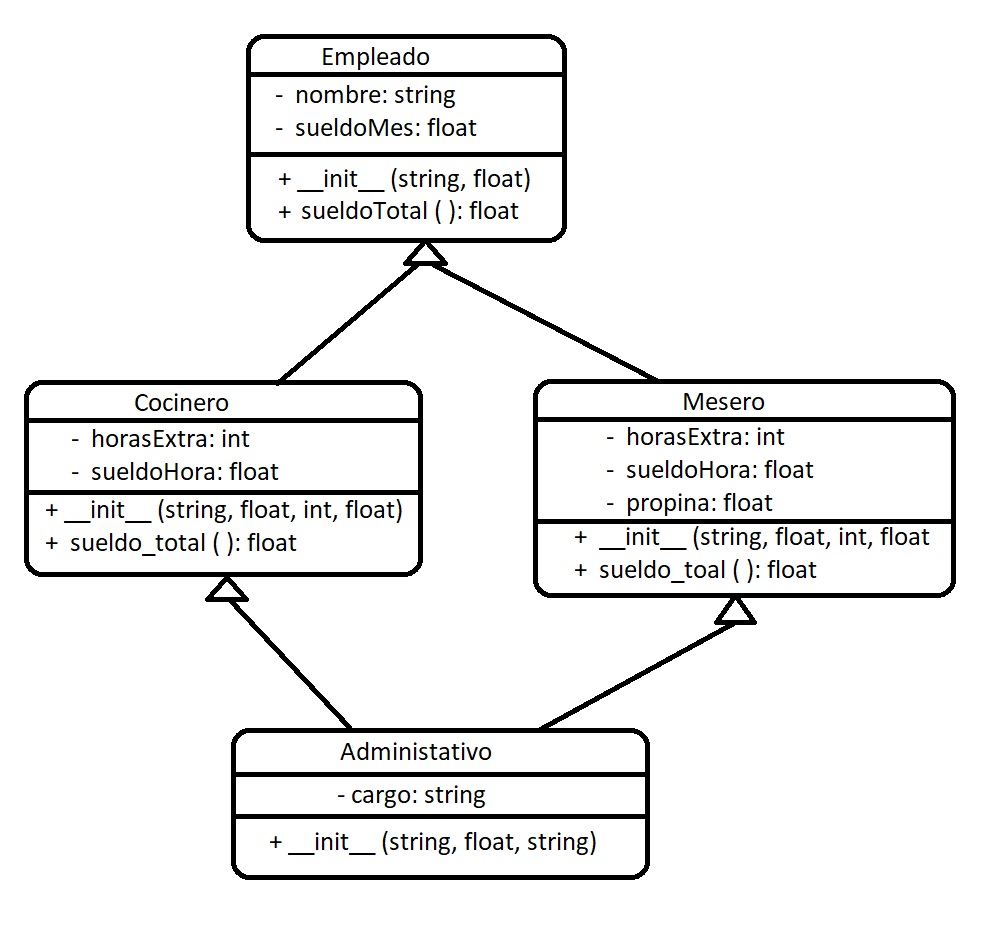 Empleado
- nombre: string
- sueldoMes: float
+ __init__ (string, float)
+ sueldoTotal ( ): float
Cocinero
- horasExtra: int
- sueldoHora: float
+ __init__ (string, float, int, float)
+ sueldo_total ( ): float
Mesero
- horasExtra: int
- sueldoHora: float
- propina: float
+ __init__ (string, float, int, float
+ sueldo_toal ( ): float
Administativo
- cargo: string
+ __init__ (string, float, string)